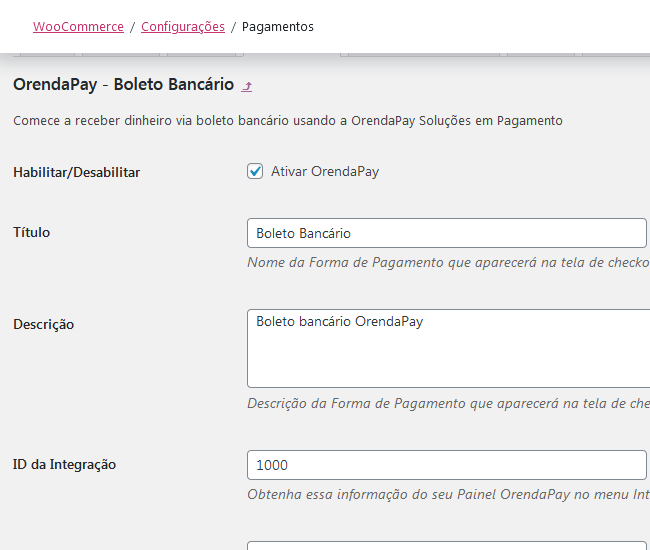 WooCommerce / Configurações / Pagamentos
OrendaPay - Boleto Bancário ⤴
Comece a receber dinheiro via boleto bancário usando a OrendaPay Soluções em Pagamento
Habilitar/Desabilitar
Ativar OrendaPay
Título
Boleto Bancário
Nome da Forma de Pagamento que aparecerá na tela de checko
Descrição
Boleto bancário OrendaPay
Descrição da Forma de Pagamento que aparecerá na tela de che
ID da Integração
1000
Obtenha essa informação do seu Painel OrendaPay no menu Int